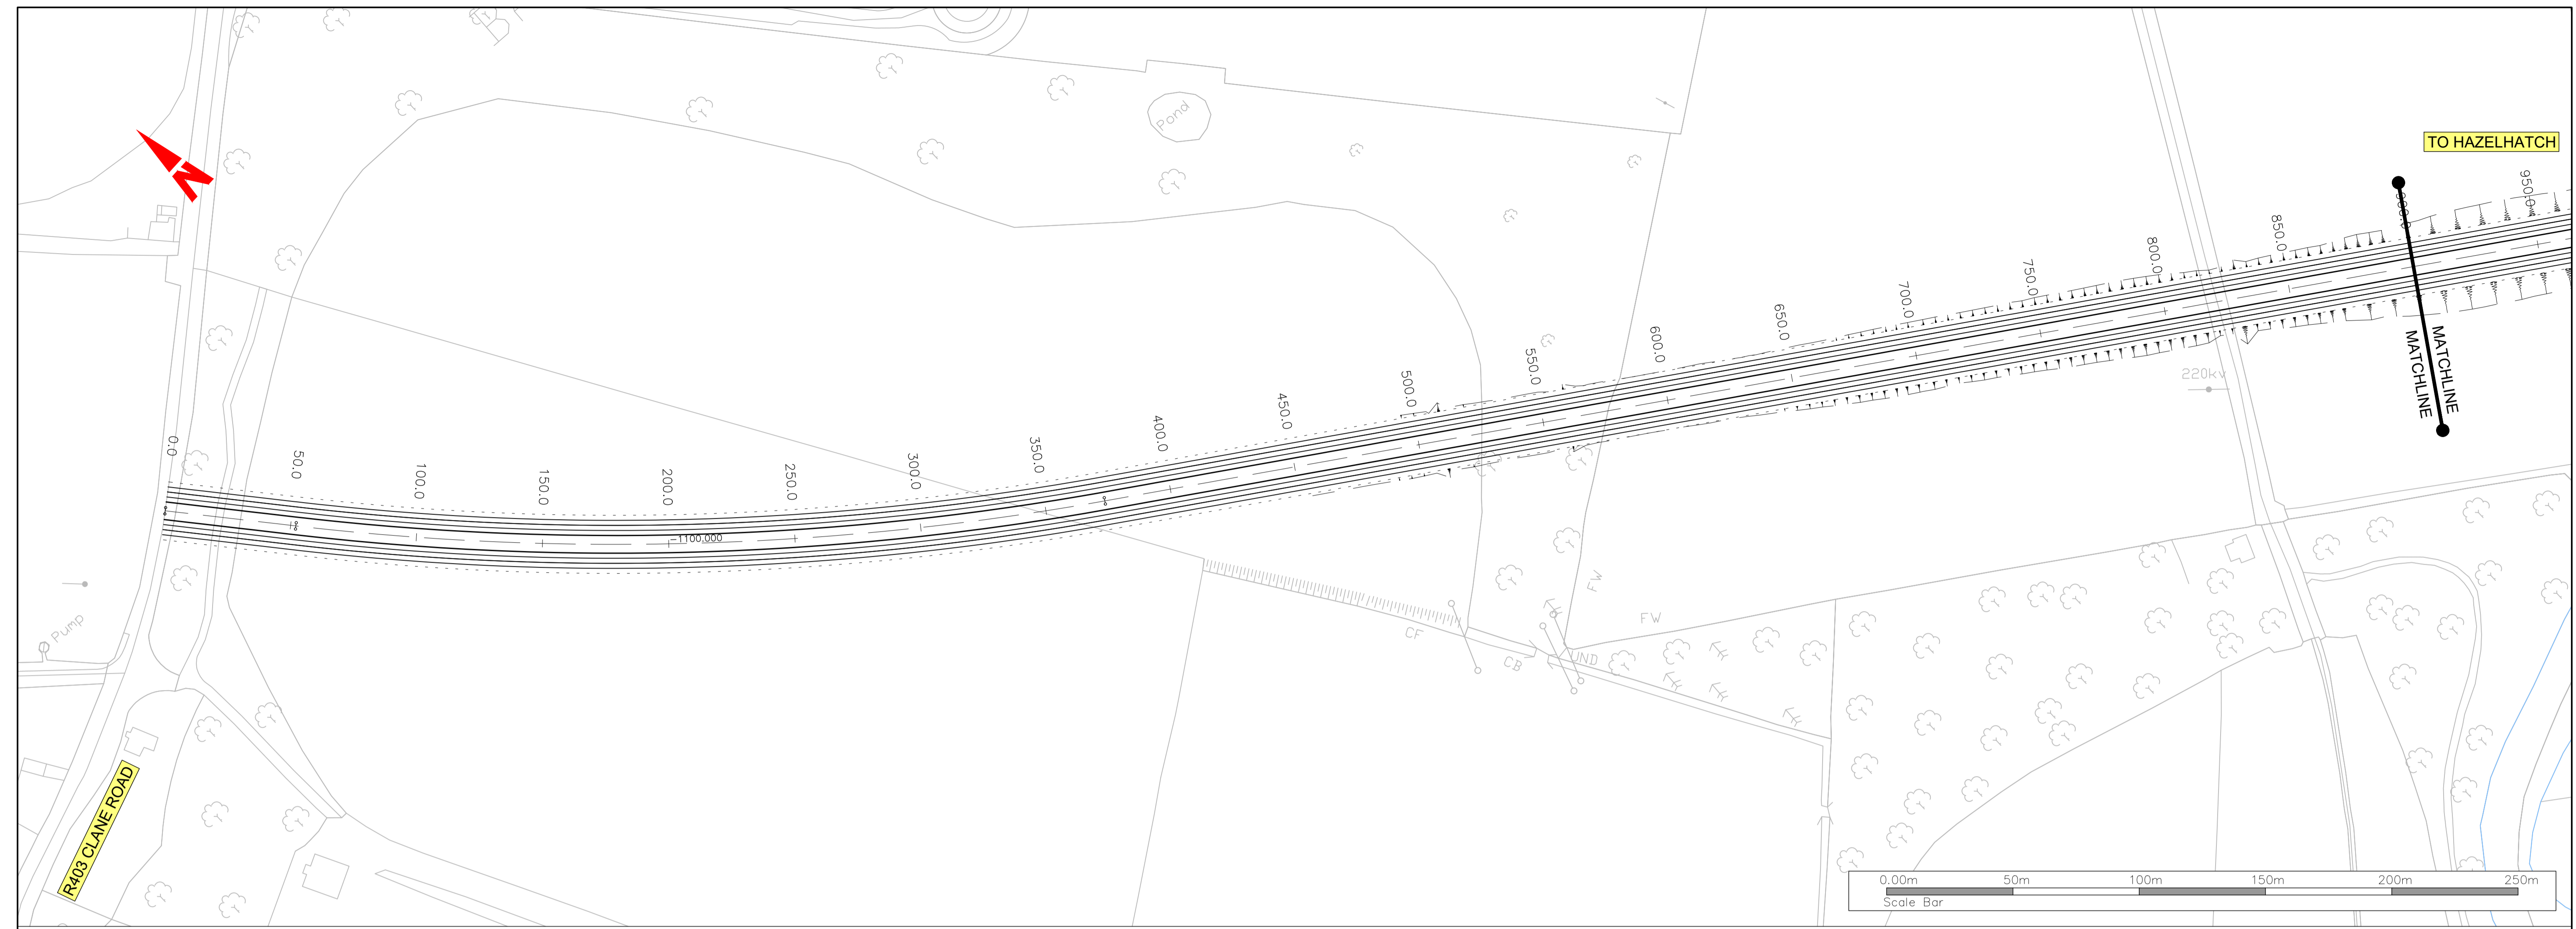 N
Pond
TO HAZELHATCH
0.0
50.0
100.0
150.0
200.0
250.0
300.0
350.0
400.0
450.0
500.0
550.0
600.0
650.0
700.0
750.0
800.0
850.0
900.0
950.0
-1100.000
220kv
MATCHLINE
MATCHLINE
Pump
R403 CLANE ROAD
CF
CB
UND
FW
FW
0.00m 50m 100m 150m 200m 250m
Scale Bar